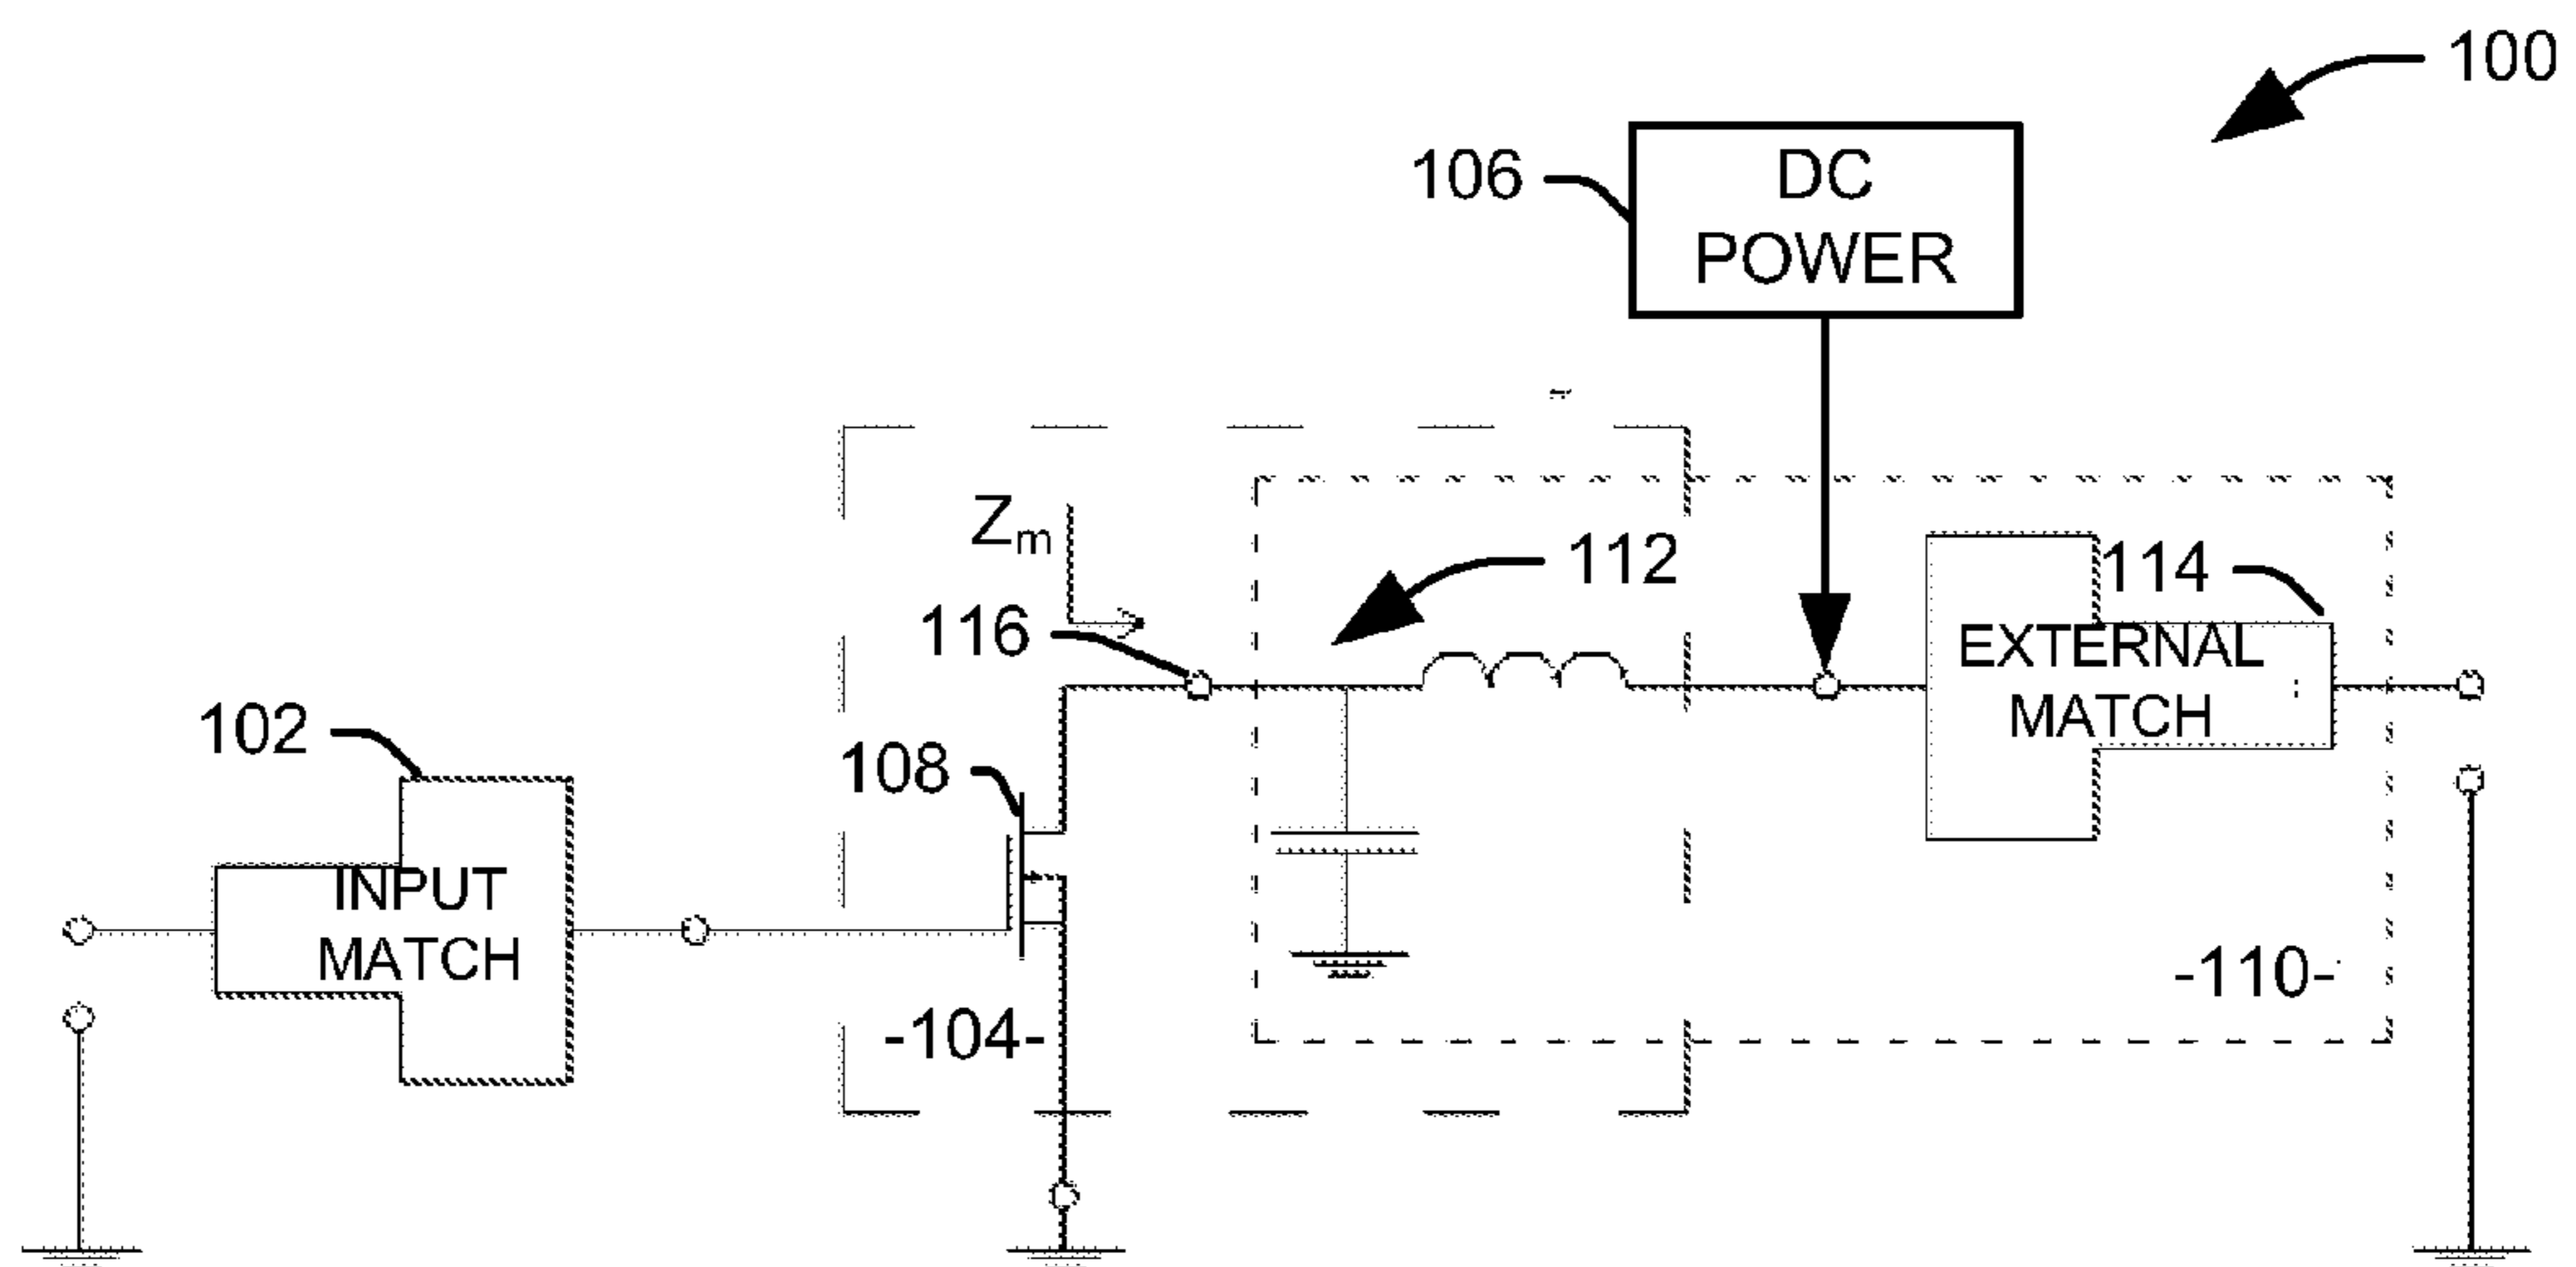 100
106
DC
POWER
Zm
112
114
116
EXTERNAL
MATCH
102
108
INPUT
MATCH
-110-
-104-